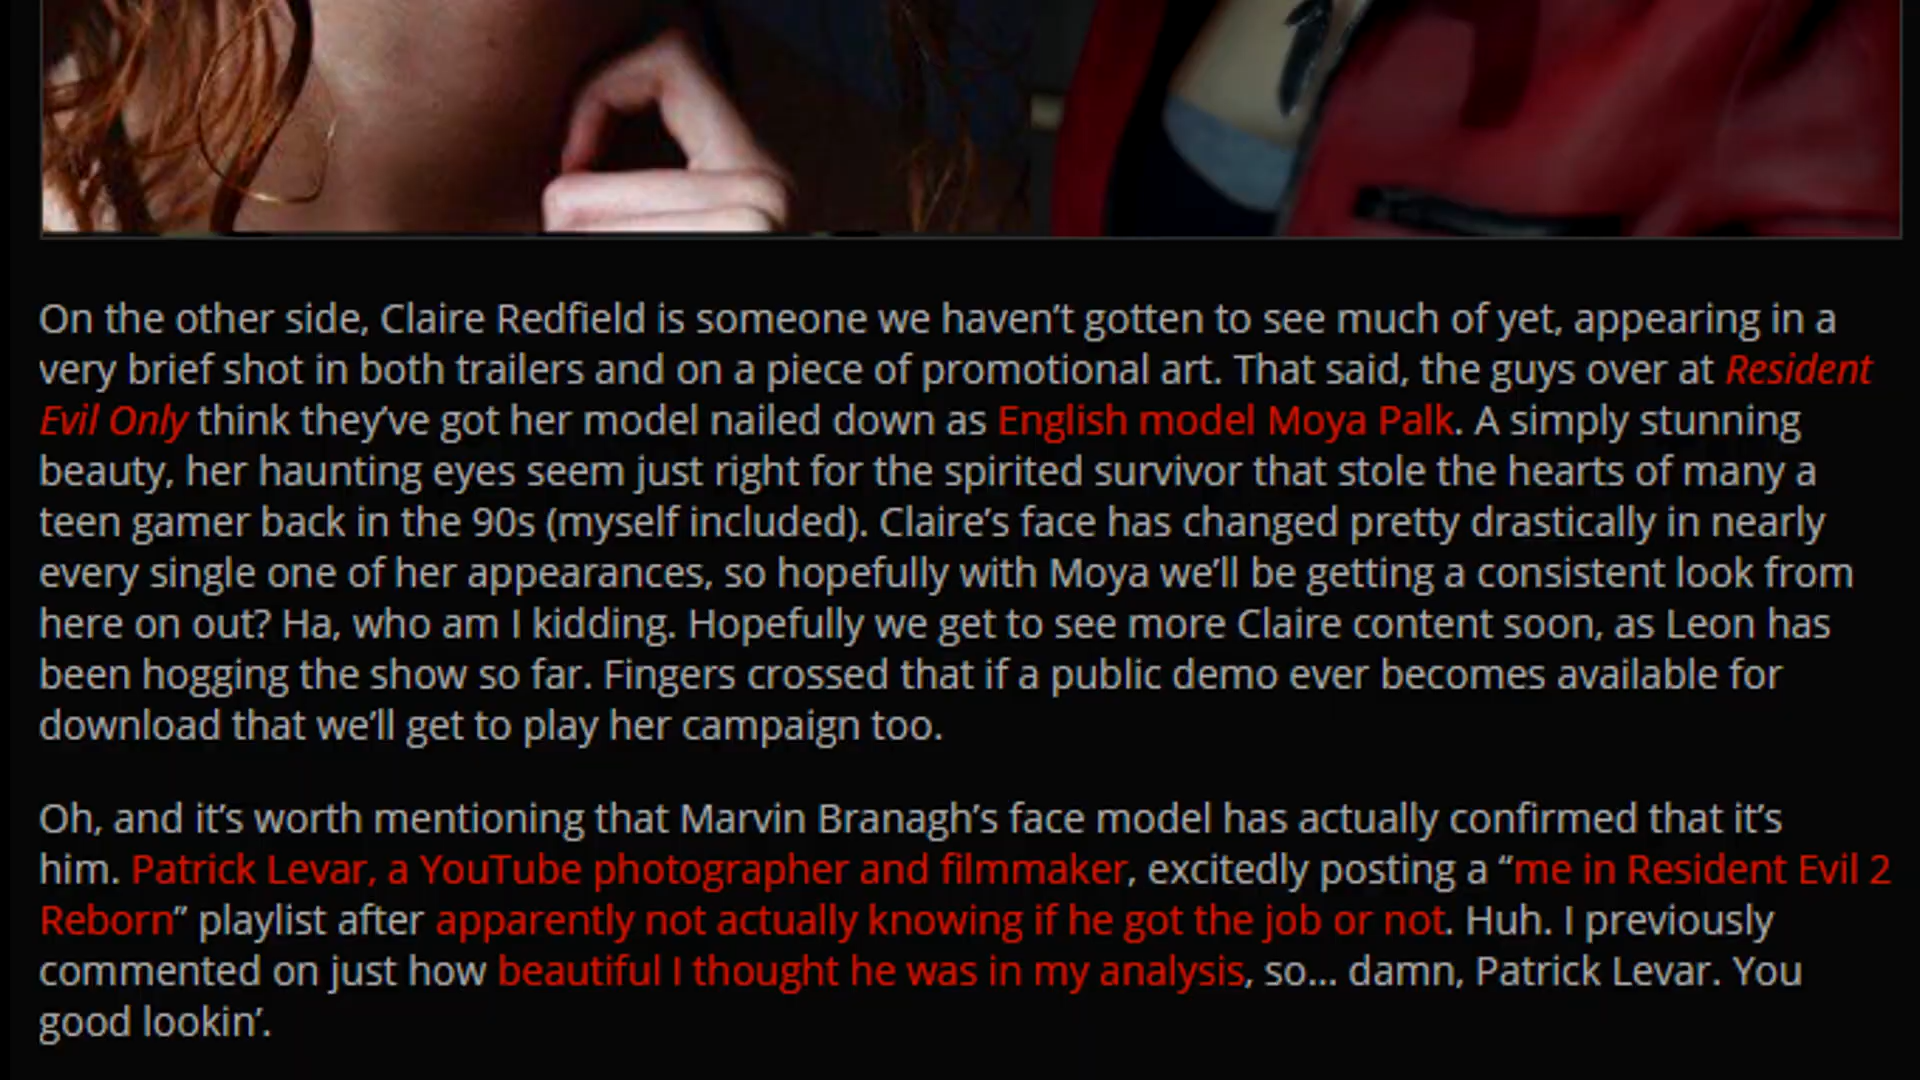 On the other side, Claire Redfield is someone we haven’t gotten to see much of yet, appearing in a
very brief shot in both trailers and on a piece of promotional art. That said, the guys over at Resident
Evil Only think they’ve got her model nailed down as English model Moya Palk. A simply stunning
beauty, her haunting eyes seem just right for the spirited survivor that stole the hearts of many a
teen gamer back in the 90s (myself included). Claire’s face has changed pretty drastically in nearly
every single one of her appearances, so hopefully with Moya we’ll be getting a consistent look from
here on out? Ha, who am I kidding. Hopefully we get to see more Claire content soon, as Leon has
been hogging the show so far. Fingers crossed that if a public demo ever becomes available for
download that we’ll get to play her campaign too.
Oh, and it’s worth mentioning that Marvin Branagh’s face model has actually confirmed that it’s
him. Patrick Levar, a YouTube photographer and filmmaker, excitedly posting a “me in Resident Evil 2
Reborn” playlist after apparently not actually knowing if he got the job or not. Huh. I previously
commented on just how beautiful I thought he was in my analysis, so... damn, Patrick Levar. You
good lookin’.